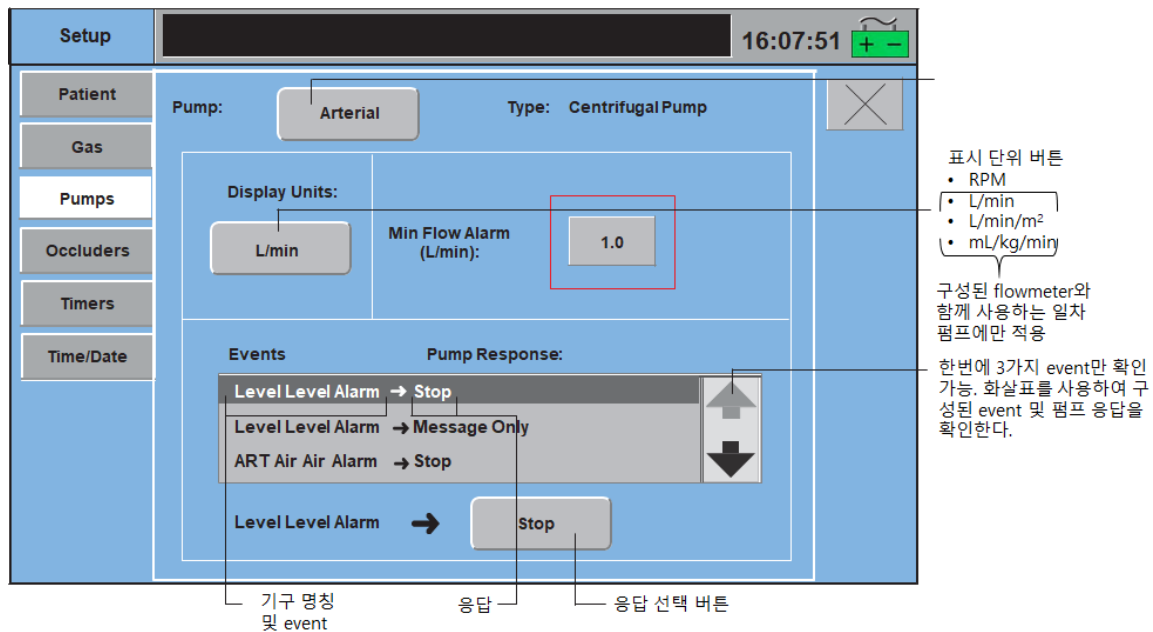 Setup
16:07:51
+ −
Patient
Gas
Pumps
Occluders
Timers
Time/Date
Pump:
Arterial
Type: Centrifugal Pump
Display Units:
L/min
Min Flow Alarm
(L/min):
1.0
Events
Pump Response:
Level Level Alarm ➔ Stop
Level Level Alarm ➔ Message Only
ART Air Air Alarm ➔ Stop
Level Level Alarm ➔ Stop
표시 단위 버튼
• RPM
• L/min
• L/min/m²
• mL/kg/min
구성된 flowmeter와
함께 사용하는 일차
펌프에만 적용
한번에 3가지 event만 확인
가능. 화살표를 사용하여 구
성된 event 및 펌프 응답을
확인한다.
기구 명칭
및 event
응답
응답 선택 버튼